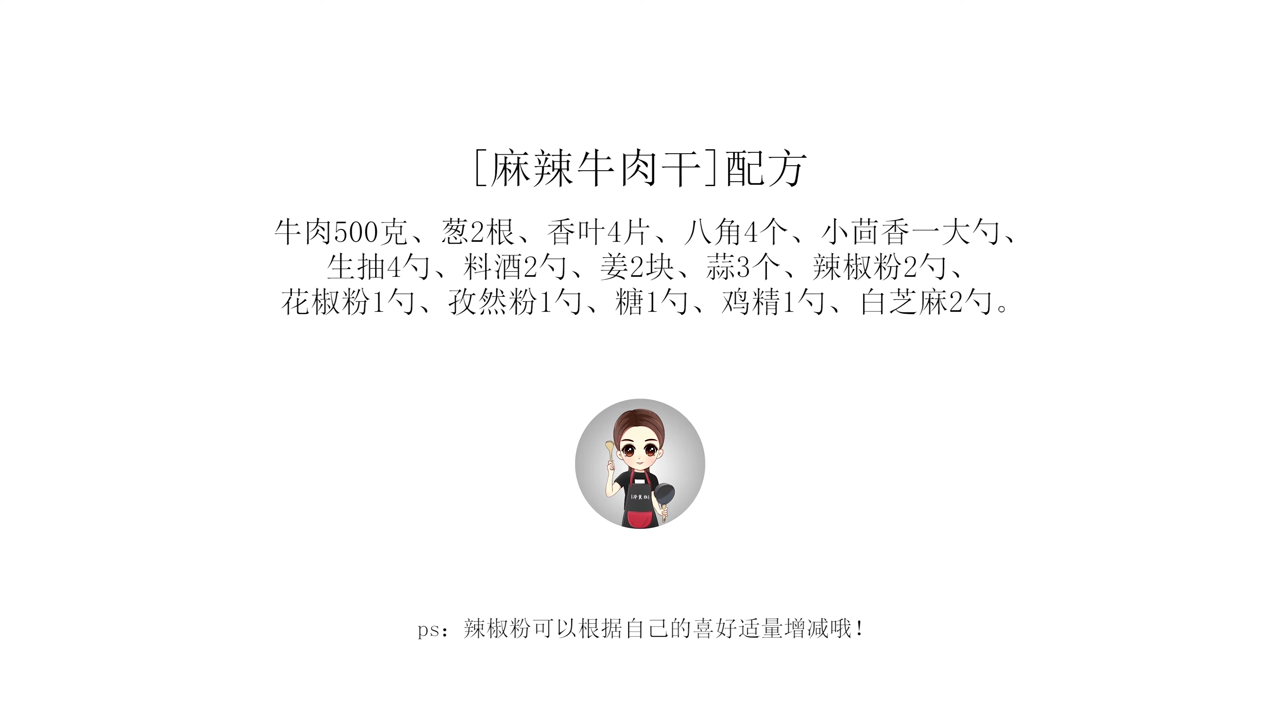 [麻辣牛肉干]配方
牛肉500克、葱2根、香叶4片、八角4个、小茴香一大勺、
生抽4勺、料酒2勺、姜2块、蒜3个、辣椒粉2勺、
花椒粉1勺、孜然粉1勺、糖1勺、鸡精1勺、白芝麻2勺。
ps：辣椒粉可以根据自己的喜好适量增减哦！